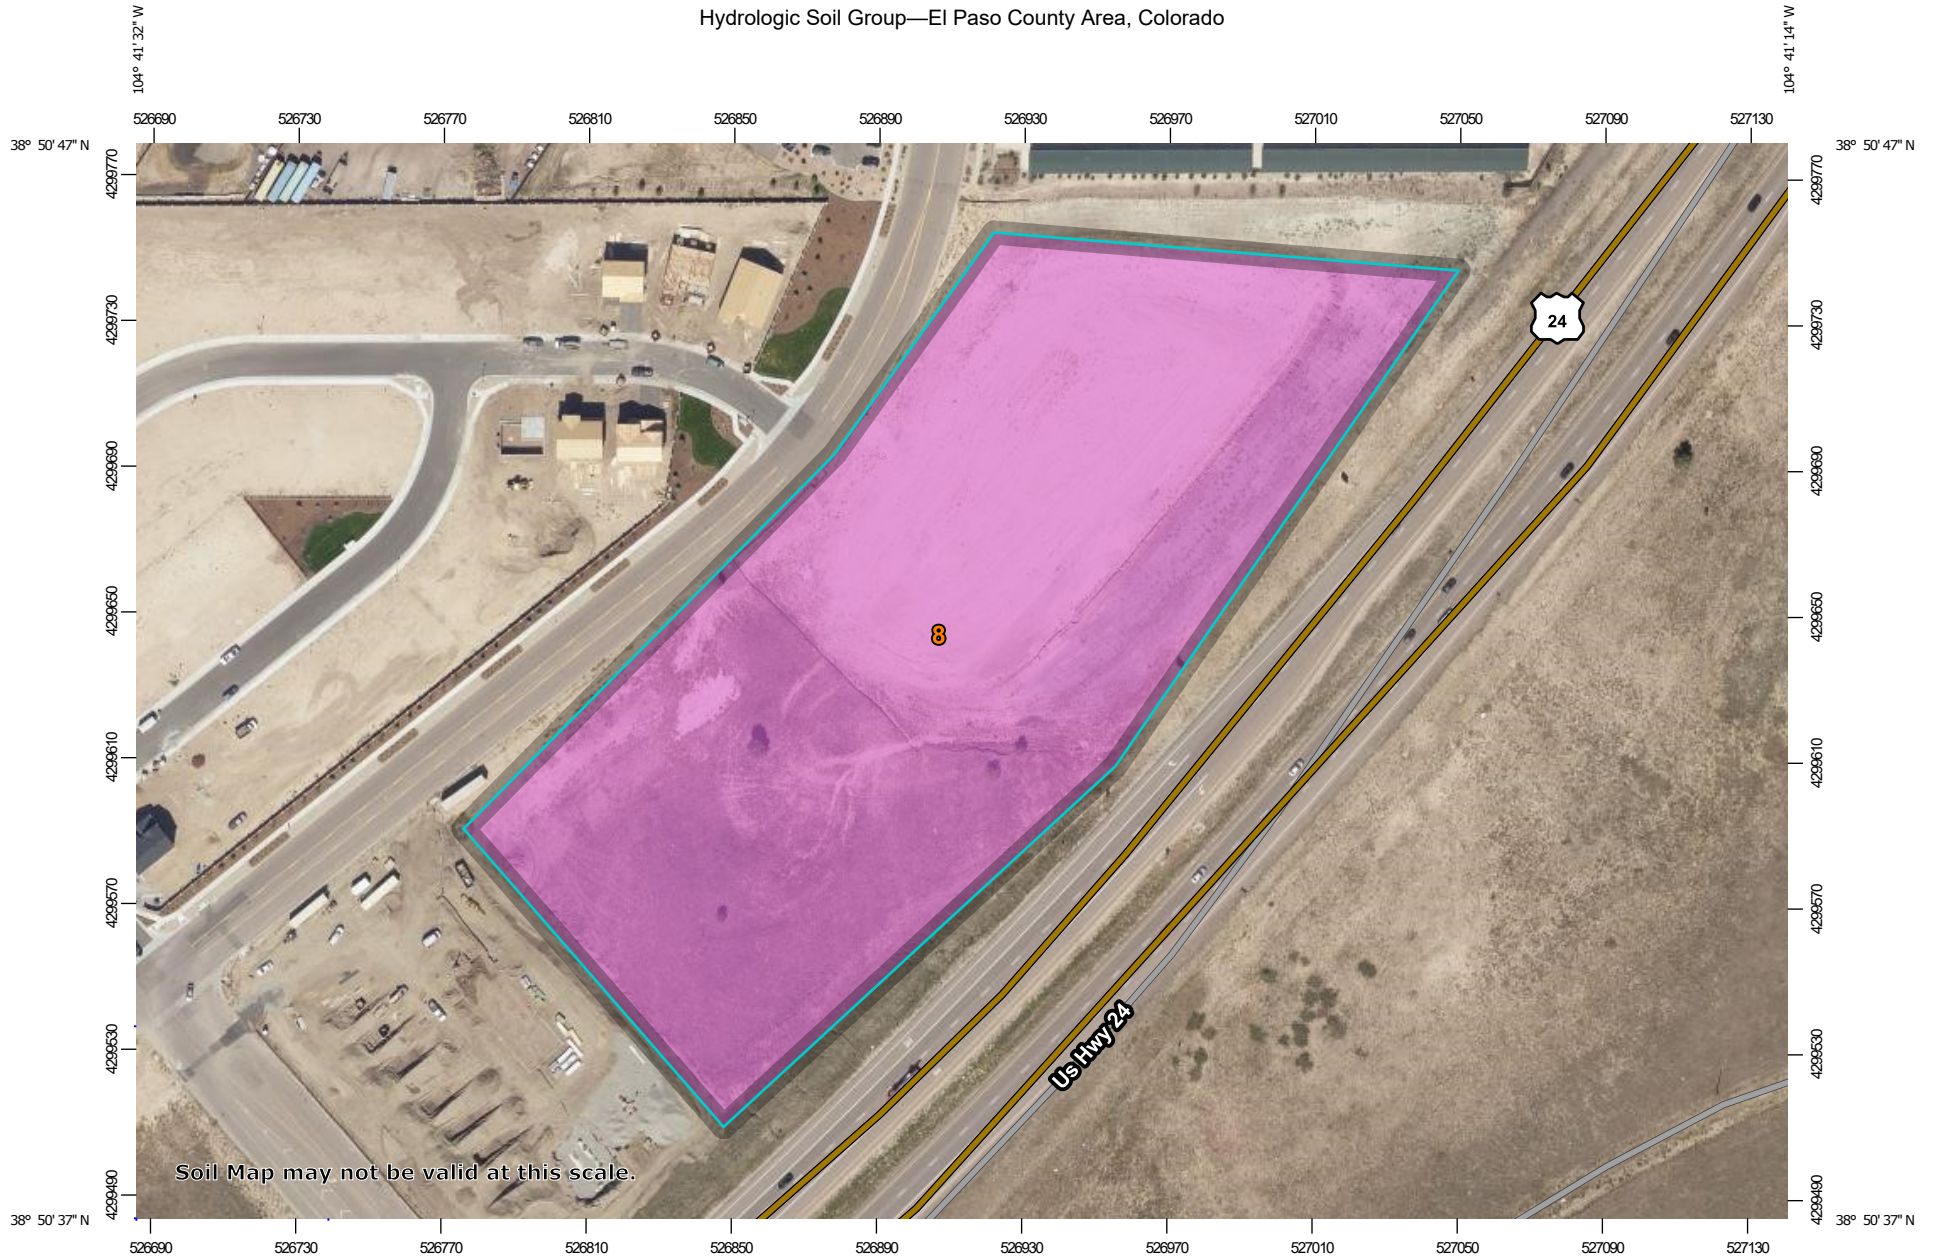 Hydrologic Soil Group—El Paso County Area, Colorado
104° 41' 32" W
104° 41' 14" W
526690 526730 526770 526810 526850 526890 526930 526970 527010 527050 527090 527130
38° 50' 47" N
38° 50' 47" N
4299770
4299770
4299730
4299730
24
4299690
4299690
4299650
4299650
8
4299610
4299610
4299570
4299570
4299530
4299530
Us Hwy 24
Soil Map may not be valid at this scale.
4299490
4299490
38° 50' 37" N
38° 50' 37" N
526690 526730 526770 526810 526850 526890 526930 526970 527010 527050 527090 527130